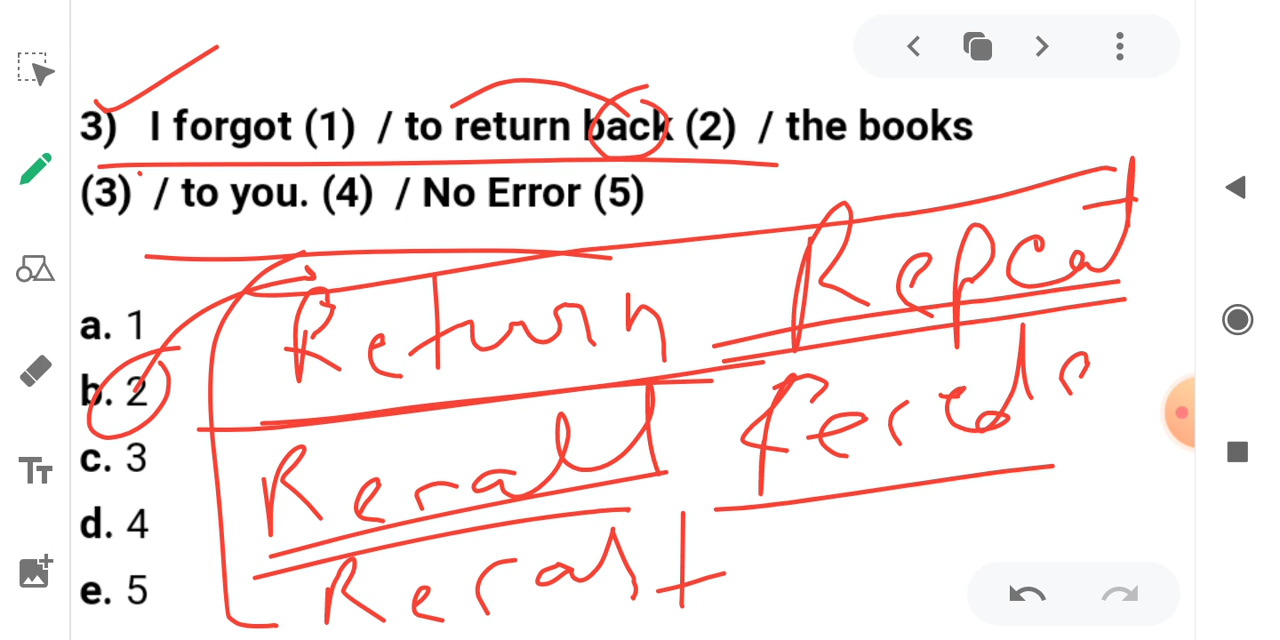 3) I forgot (1) / to return back (2) / the books
(3) / to you. (4) / No Error (5)
Repeat
a. 1
Return
b. 2
c. 3
Recall
d. 4
e. 5
Recast